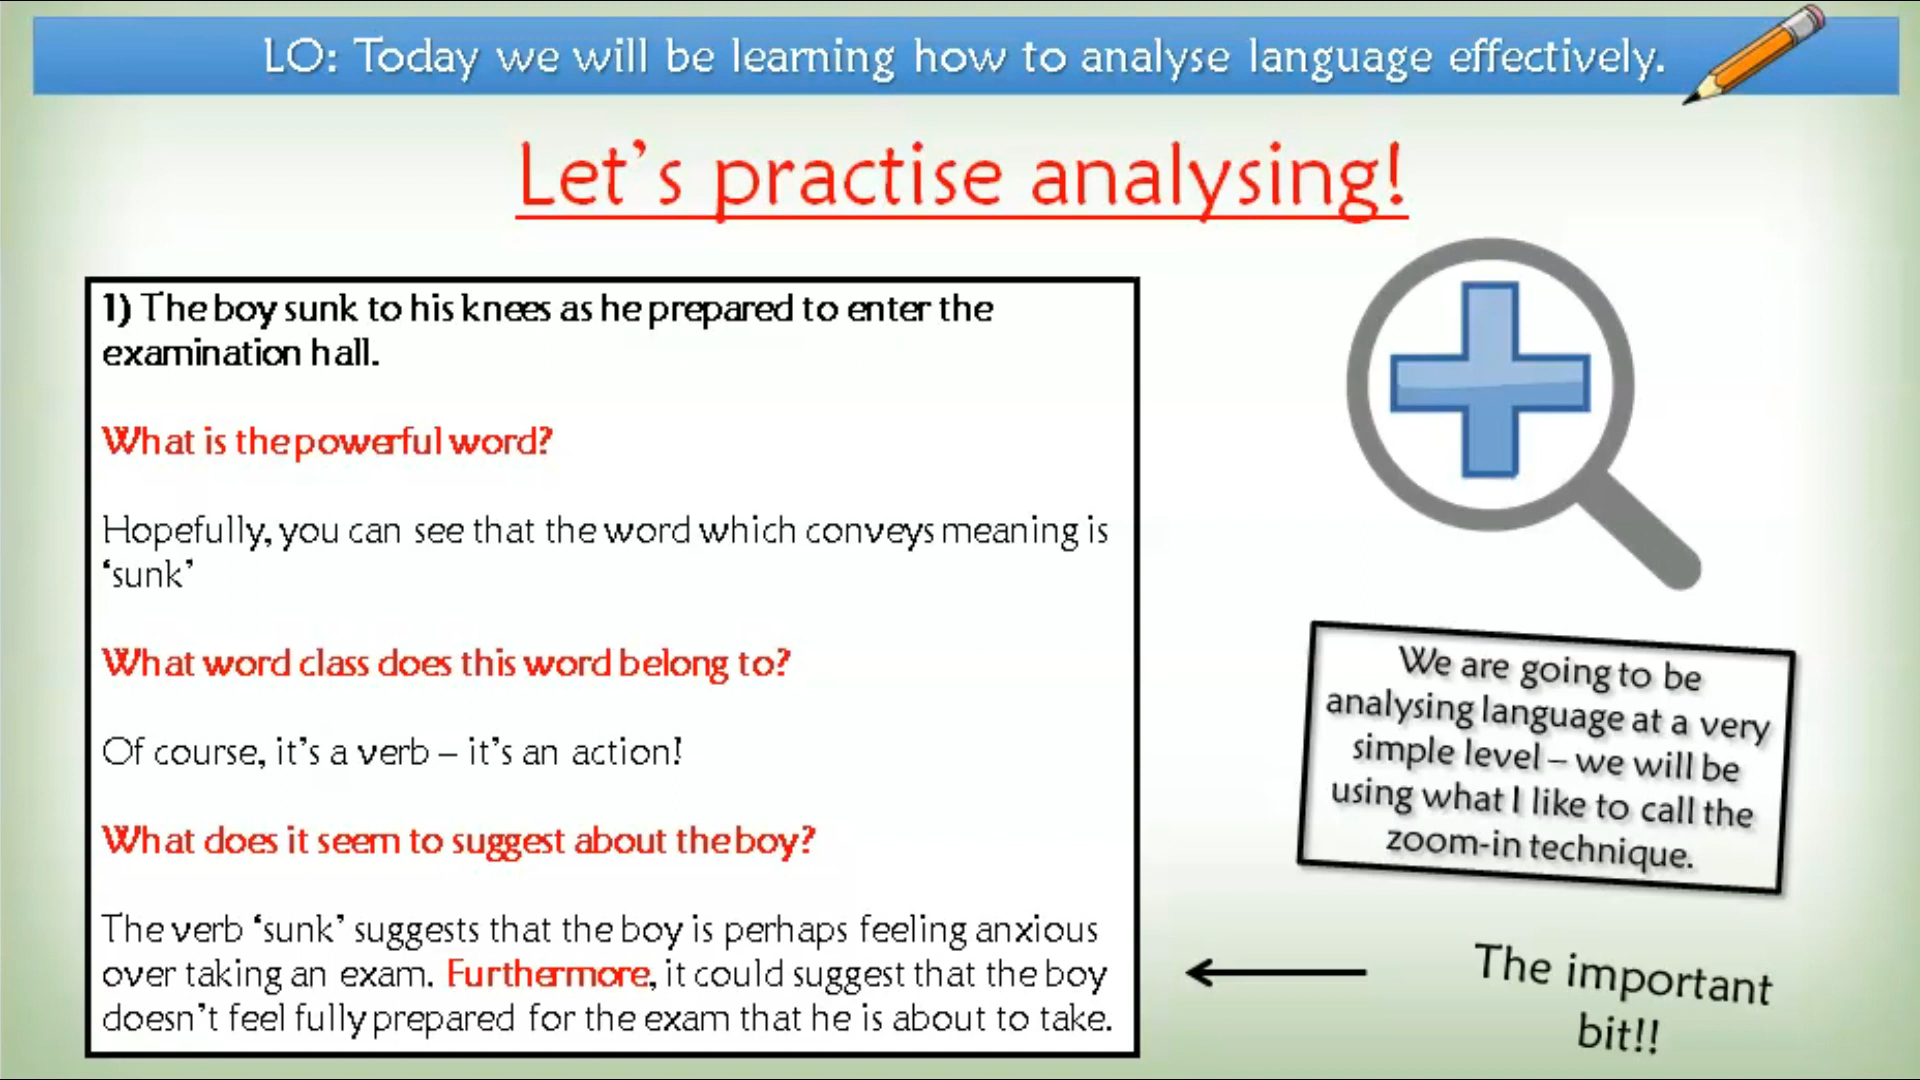 LO: Today we will be learning how to analyse language effectively.
Let's practise analysing!
1) The boy sunk to his knees as he prepared to enter the
examination hall.
What is the powerful word?
Hopefully, you can see that the word which conveys meaning is
‘sunk’
What word class does this word belong to?
Of course, it’s a verb – it’s an action!
What does it seem to suggest about the boy?
The verb ‘sunk’ suggests that the boy is perhaps feeling anxious
over taking an exam. Furthermore, it could suggest that the boy
doesn’t feel fully prepared for the exam that he is about to take.
We are going to be
analysing language at a very
simple level – we will be
using what I like to call the
zoom-in technique.
The important
bit!!